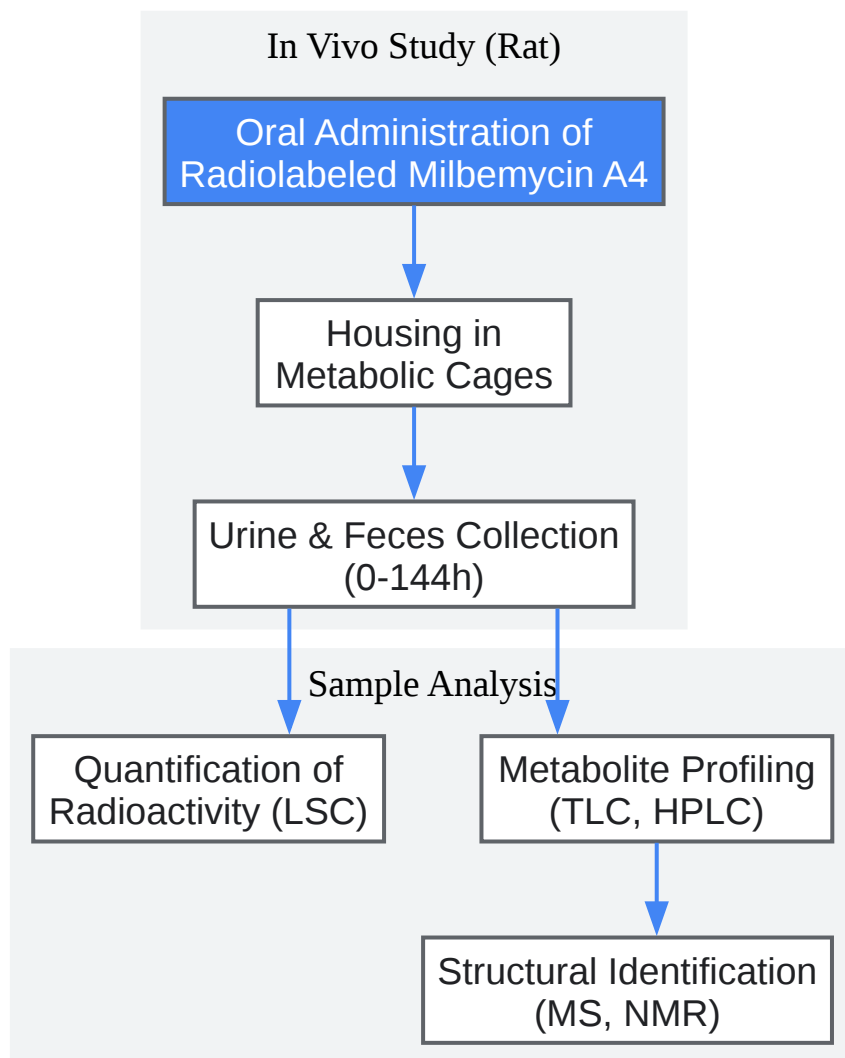 In Vivo Study (Rat)
Oral Administration of
Radiolabeled Milbemycin A4
Housing in
Metabolic Cages
Urine & Feces Collection
(0-144h)
Sample Analysis
Quantification of
Radioactivity (LSC)
Metabolite Profiling
(TLC, HPLC)
Structural Identification
(MS, NMR)